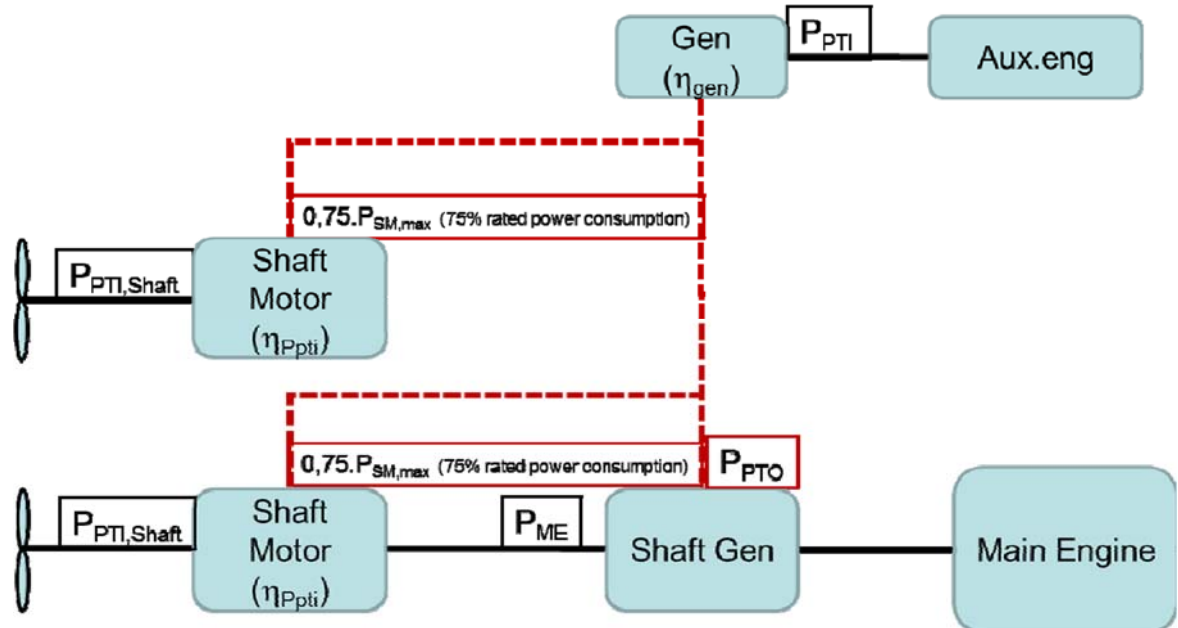 Gen
(ηgen)
PPTI
Aux.eng
0,75.PSM,max (75% rated power consumption)
PPTI,Shaft
Shaft
Motor
(ηPpti)
0,75.PSM,max (75% rated power consumption)
PPTO
PPTI,Shaft
Shaft
Motor
(ηPpti)
PME
Shaft Gen
Main Engine